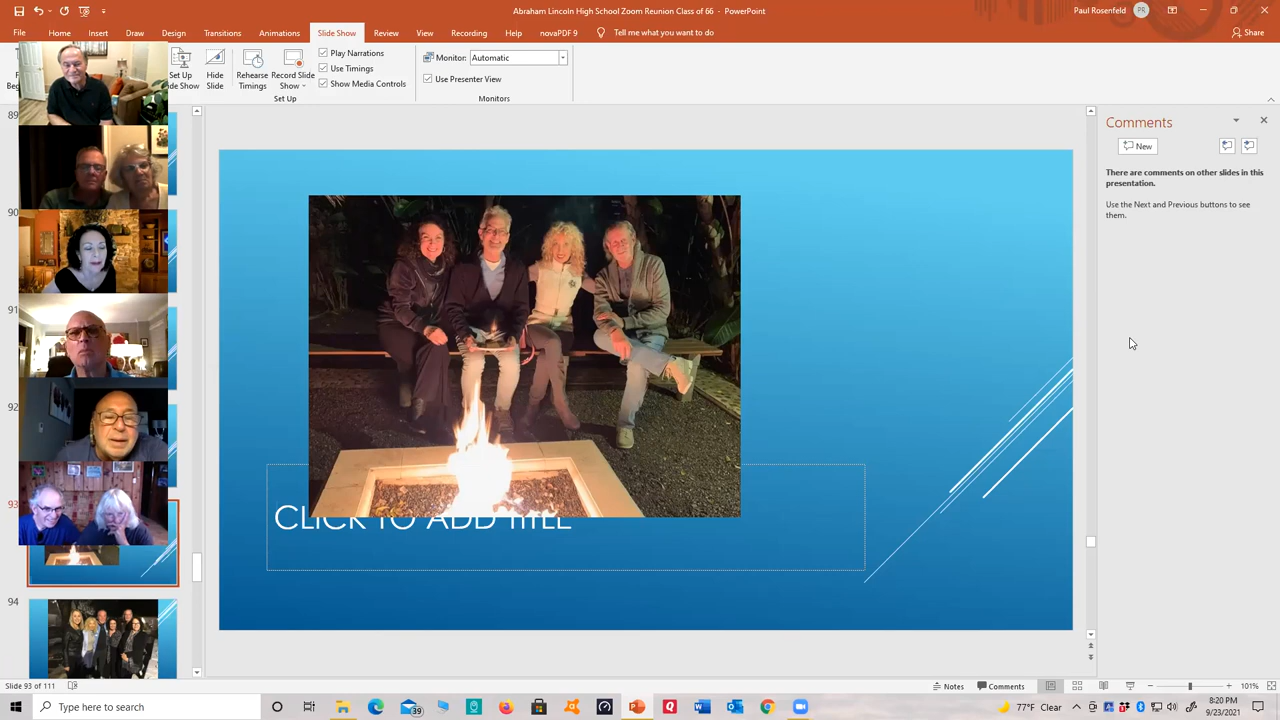 Abraham Lincoln High School Zoom Reunion Class of 66 - PowerPoint
Paul Rosenfeld
PR
File Home Insert Draw Design Transitions Animations Slide Show Review View Recording Help novaPDF 9 Tell me what you want to do
Share
Set Up
Hide Slide
Rehearse Timings
Record Slide Show
Play Narrations
Use Timings
Show Media Controls
Set Up
Monitor: Automatic
Use Presenter View
Monitors
89
90
91
92
93
94
CLICK TO ADD TITLE
Comments
New
There are comments on other slides in this
presentation.
Use the Next and Previous buttons to see
them.
Slide 93 of 111
Notes
Comments
101%
Type here to search
39
77°F Clear
8:20 PM
9/23/2021